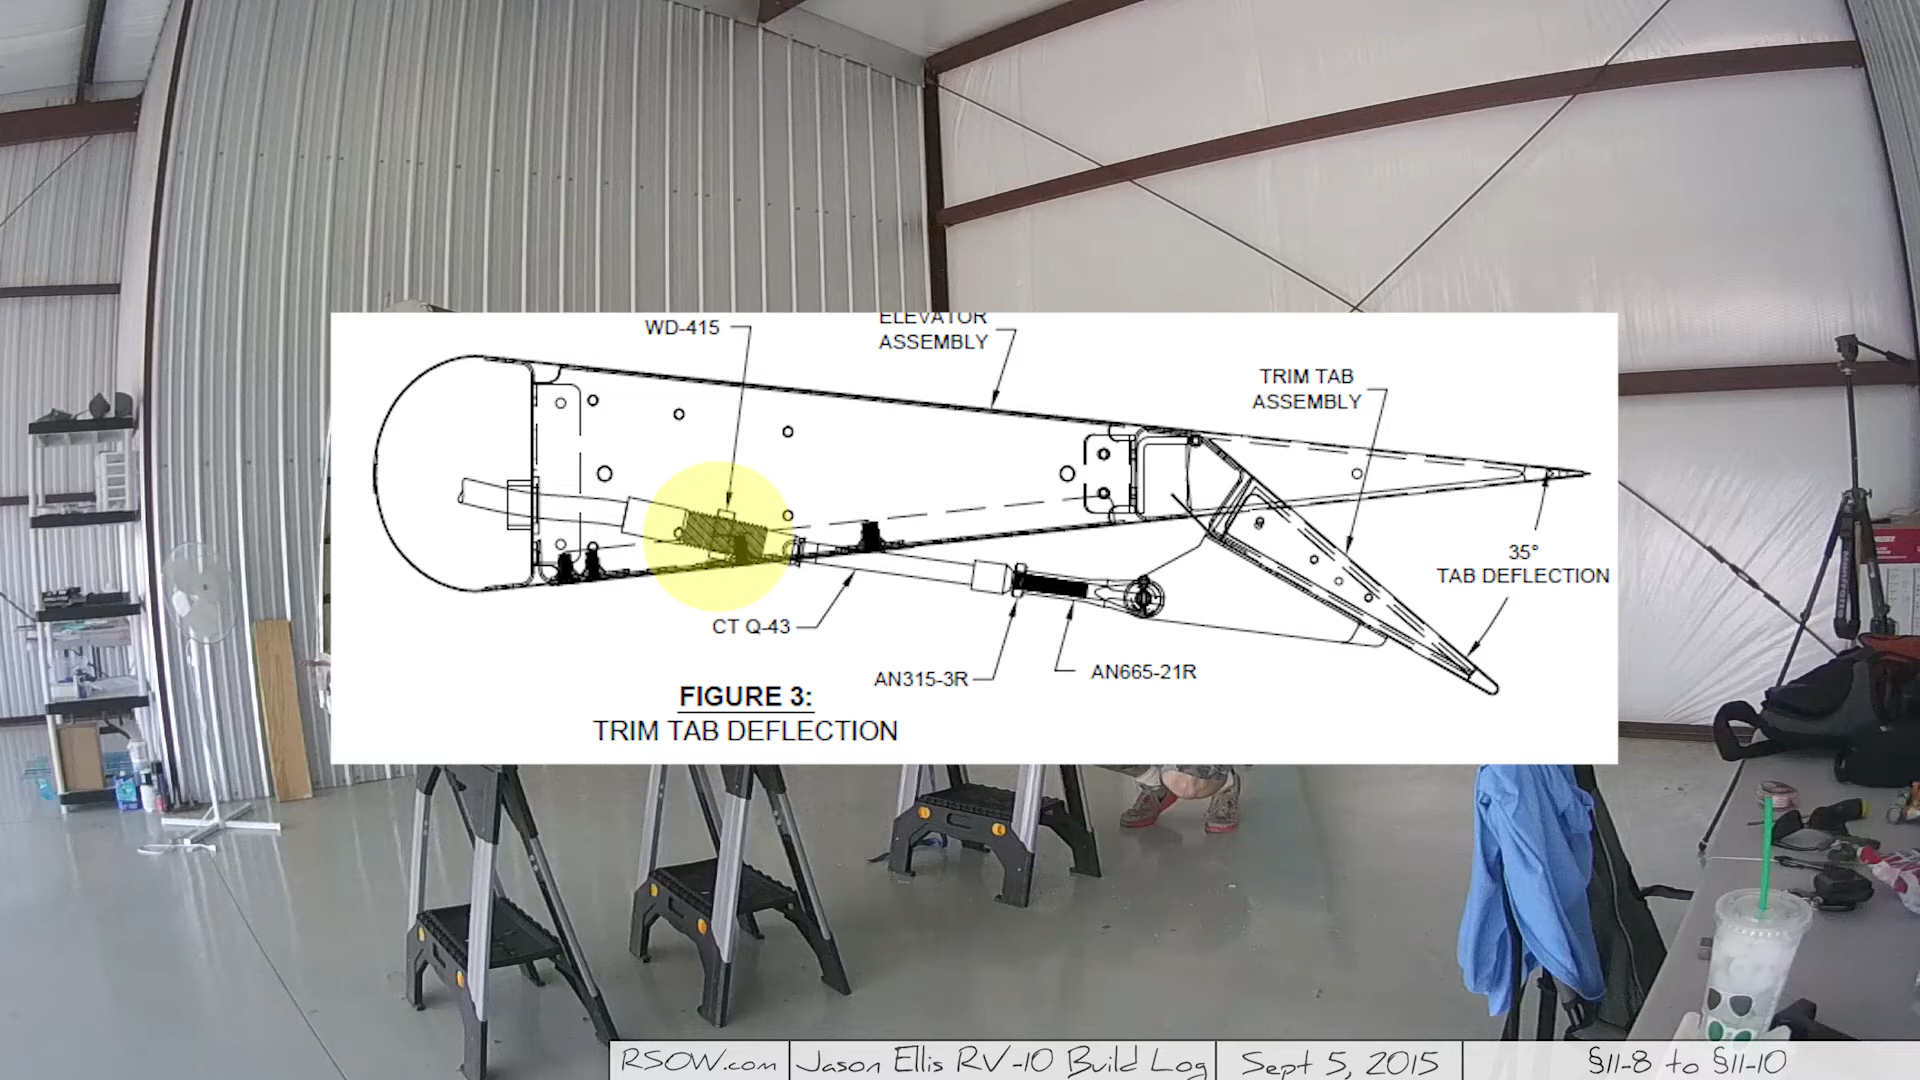 WD-415
ELEVATOR
ASSEMBLY
TRIM TAB
ASSEMBLY
35°
TAB DEFLECTION
CT Q-43
AN315-3R
AN665-21R
FIGURE 3:
TRIM TAB DEFLECTION
Manfrotto
RSOW.com
Jason Ellis RV-10 Build Log
Sept 5, 2015
§11-8 to §11-10